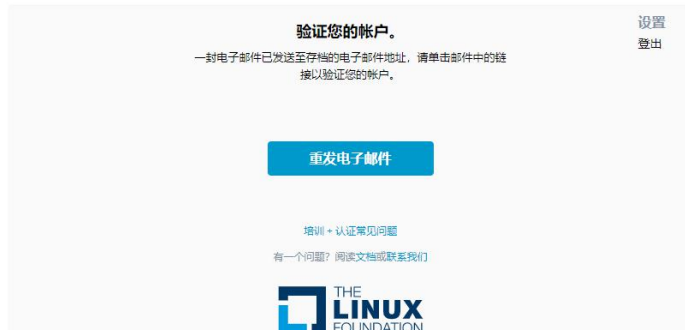 验证您的帐户。
一封电子邮件已发送至存档的电子邮件地址，请单击邮件中的链
接以验证您的帐户。
设置
登出
重发电子邮件
培训 + 认证常见问题
有一个问题？阅读文档或联系我们
THE
LINUX
FOUNDATION